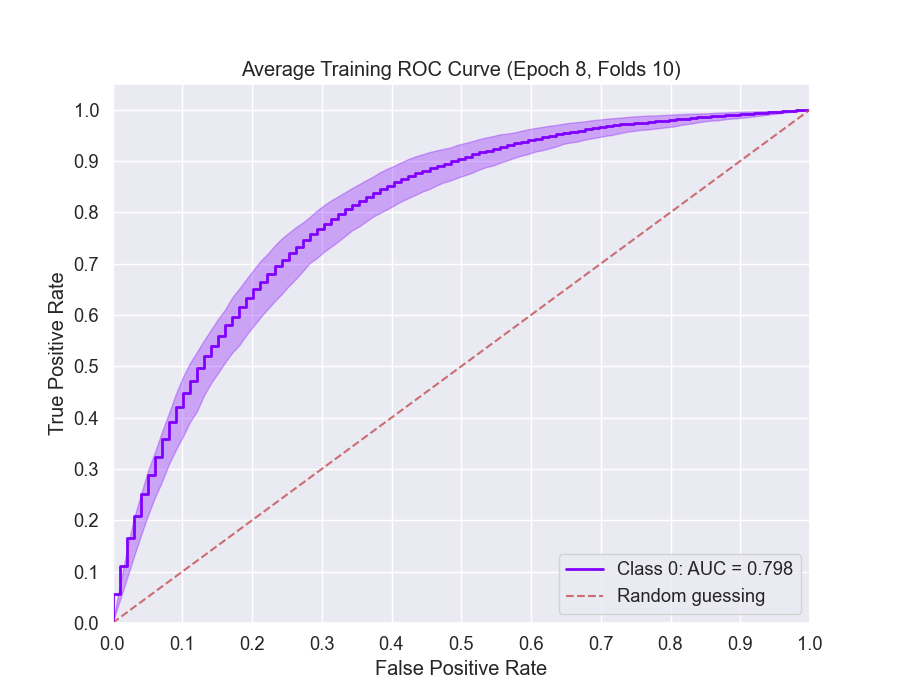 Average Training ROC Curve (Epoch 8, Folds 10)
True Positive Rate
1.0
0.9
0.8
0.7
0.6
0.5
0.4
0.3
0.2
0.1
0.0
Class 0: AUC = 0.798
Random guessing
0.0 0.1 0.2 0.3 0.4 0.5 0.6 0.7 0.8 0.9 1.0
False Positive Rate